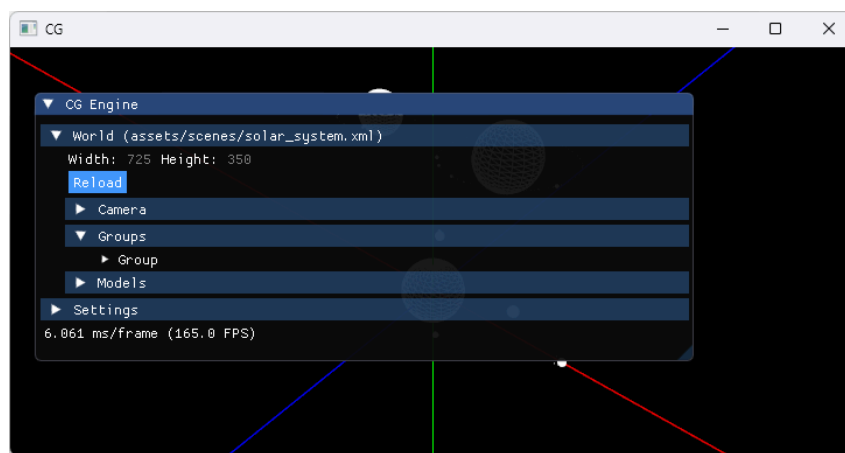 CG
CG Engine
World (assets/scenes/solar_system.xml)
Width: 725 Height: 350
Reload
Camera
Groups
Group
Models
Settings
6.061 ms/frame (165.0 FPS)